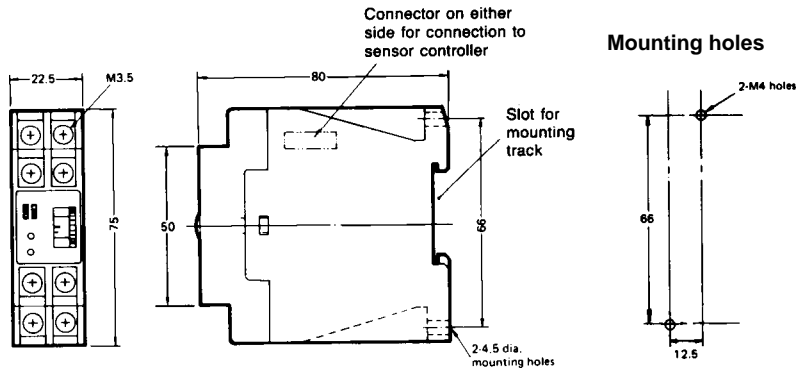 Connector on either
side for connection to
sensor controller
Mounting holes
22.5
M3.5
80
2-M4 holes
Slot for
mounting
track
75
50
66
66
2-4.5 dia.
mounting holes
12.5